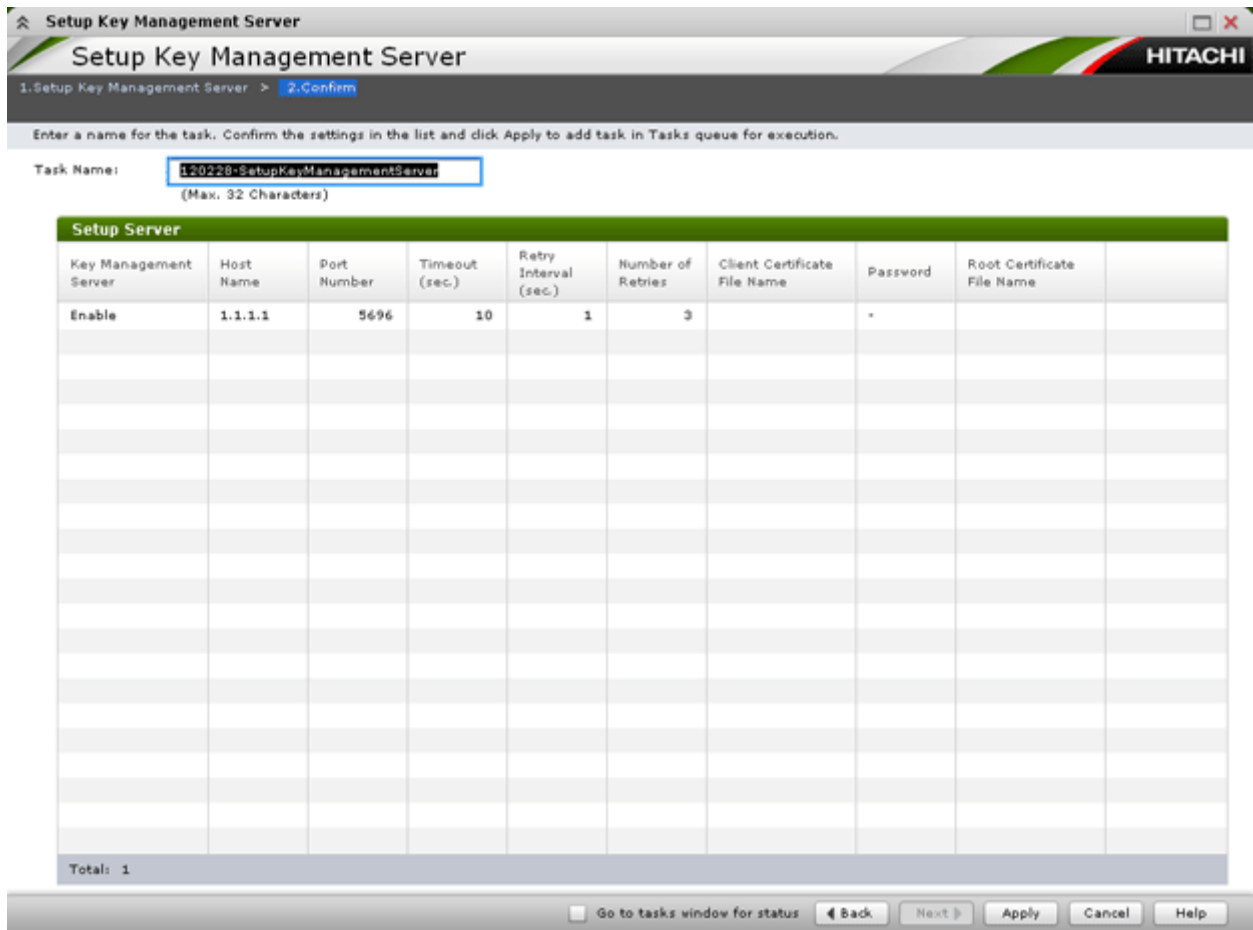 Setup Key Management Server
Setup Key Management Server
HITACHI
1.Setup Key Management Server > 2.Confirm
Enter a name for the task. Confirm the settings in the list and click Apply to add task in Tasks queue for execution.
Task Name: 120228-SetupKeyManagementServer
(Max. 32 Characters)
Setup Server
Key Management Server Host Name Port Number Timeout (sec.) Retry Interval (sec.) Number of Retries Client Certificate File Name Password Root Certificate File Name
Enable 1.1.1.1 5696 10 1 3 -
Total: 1
Go to tasks window for status Back Next Apply Cancel Help